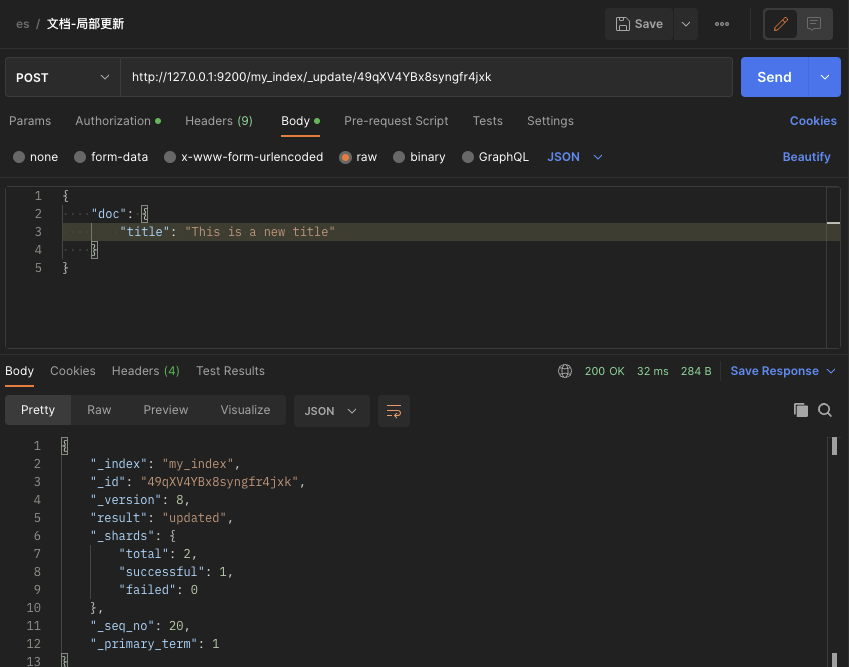 es / 文档-局部更新 Save
POST http://127.0.0.1:9200/my_index/_update/49qXV4YBx8syngfr4jxk Send
Params Authorization Headers (9) Body Pre-request Script Tests Settings Cookies
none form-data x-www-form-urlencoded raw binary GraphQL JSON Beautify
1 {
2 "doc": {
3 "title": "This is a new title"
4 }
5 }
Body Cookies Headers (4) Test Results 200 OK 32 ms 284 B Save Response
Pretty Raw Preview Visualize JSON
1 {
2 "_index": "my_index",
3 "_id": "49qXV4YBx8syngfr4jxk",
4 "_version": 8,
5 "result": "updated",
6 "_shards": {
7 "total": 2,
8 "successful": 1,
9 "failed": 0
10 },
11 "_seq_no": 20,
12 "_primary_term": 1
13 }